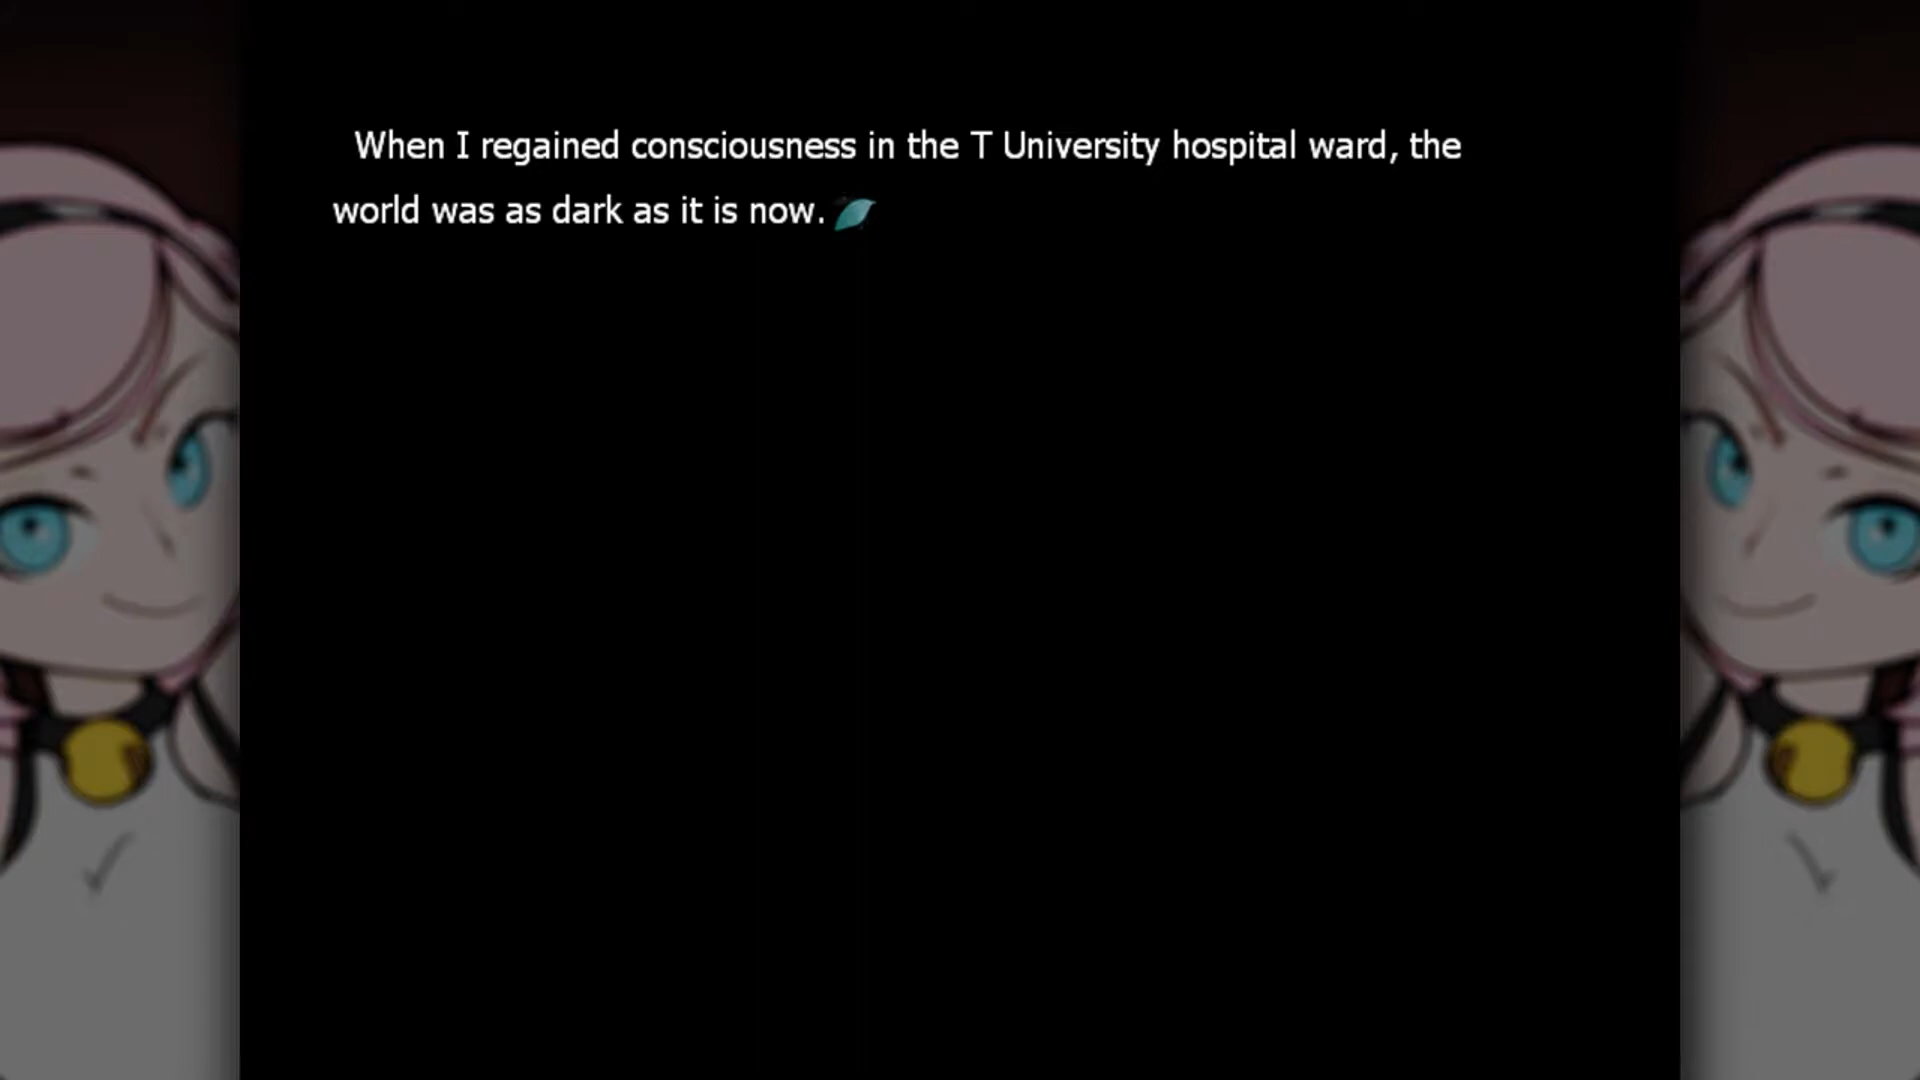 When I regained consciousness in the T University hospital ward, the
world was as dark as it is now.